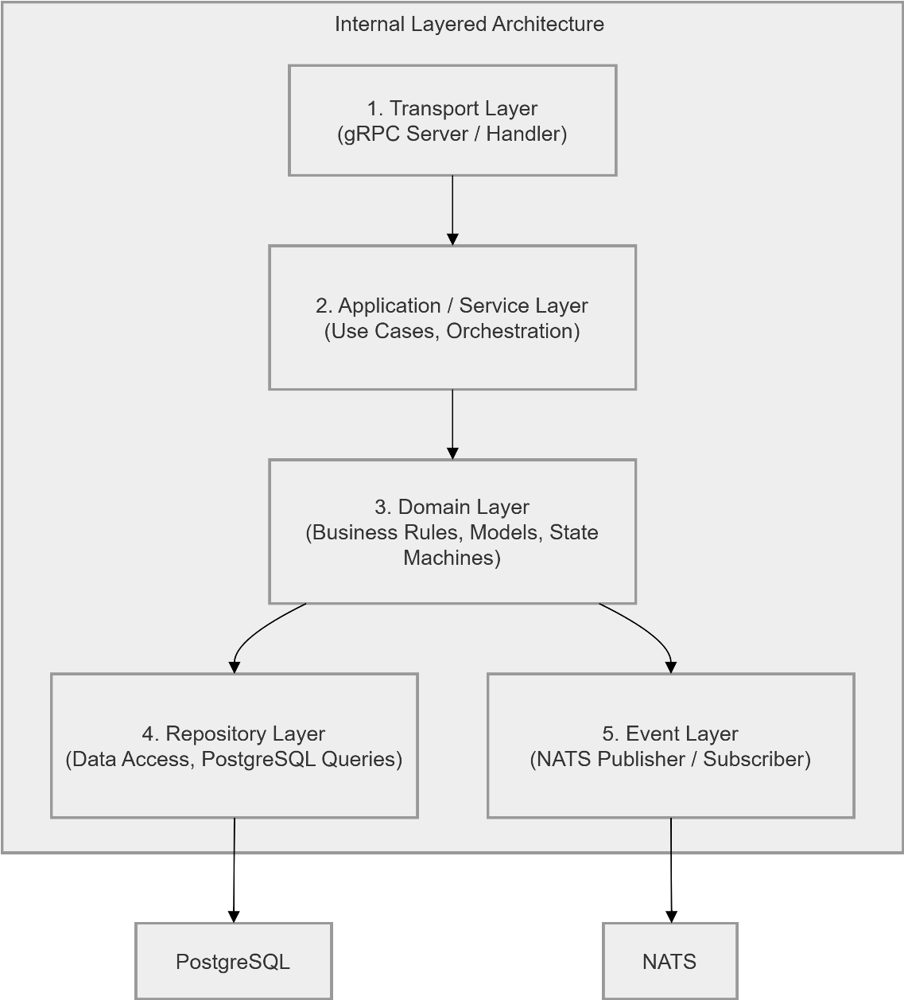 Internal Layered Architecture
1. Transport Layer
(gRPC Server / Handler)
2. Application / Service Layer
(Use Cases, Orchestration)
3. Domain Layer
(Business Rules, Models, State
Machines)
4. Repository Layer
(Data Access, PostgreSQL Queries)
5. Event Layer
(NATS Publisher / Subscriber)
PostgreSQL
NATS